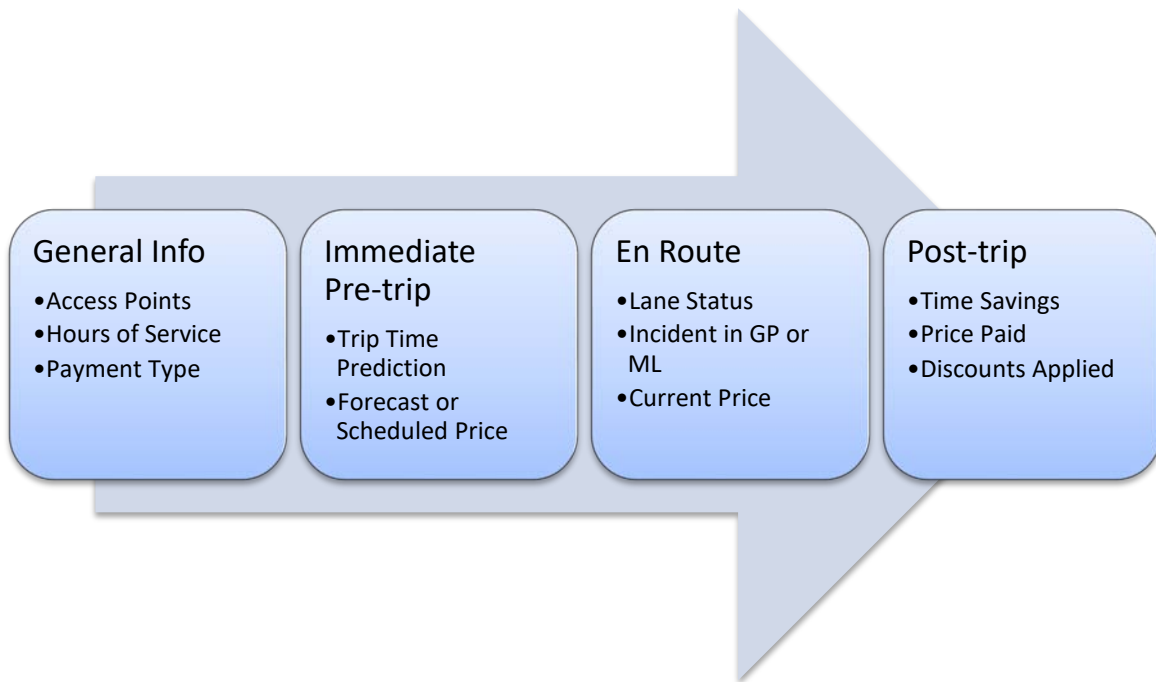 General Info
•Access Points
•Hours of Service
•Payment Type
Immediate
Pre-trip
•Trip Time
Prediction
•Forecast or
Scheduled Price
En Route
•Lane Status
•Incident in GP or
ML
•Current Price
Post-trip
•Time Savings
•Price Paid
•Discounts Applied